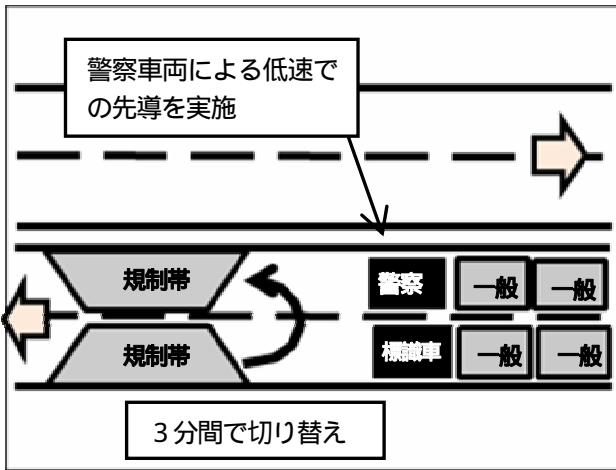 警察車両による低速で
の先導を実施
規制帯
警察 一般 一般
規制帯
標識車 一般 一般
３分間で切り替え